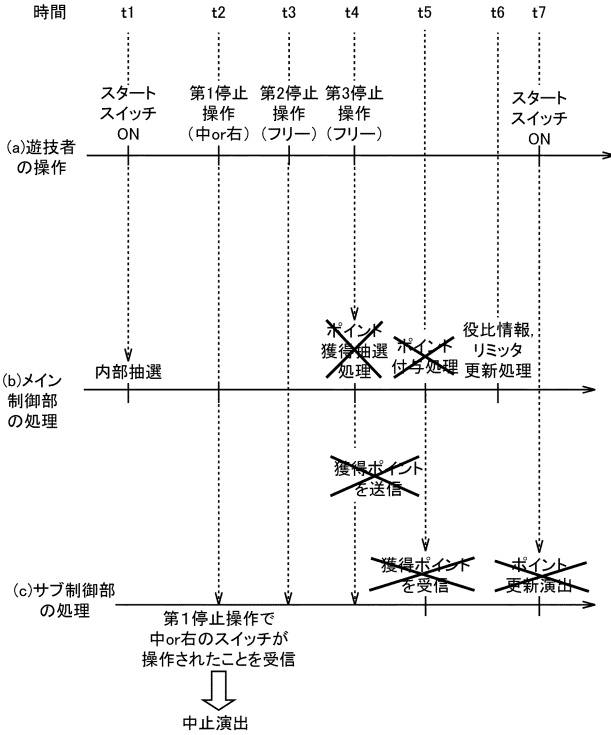 時間 t1 t2 t3 t4 t5 t6 t7
スタート
スイッチ
ON
第1停止
操作
(中or右)
第2停止
操作
(フリー)
第3停止
操作
(フリー)
スタート
スイッチ
ON
(a)遊技者
の操作
内部抽選
ポイント
獲得抽選
処理
ポイント
付与処理
役比情報,
リミッタ
更新処理
(b)メイン
制御部
の処理
獲得ポイント
を送信
獲得ポイント
を受信
ポイント
更新演出
(c)サブ制御部
の処理
第1停止操作で
中or右のスイッチが
操作されたことを受信
中止演出